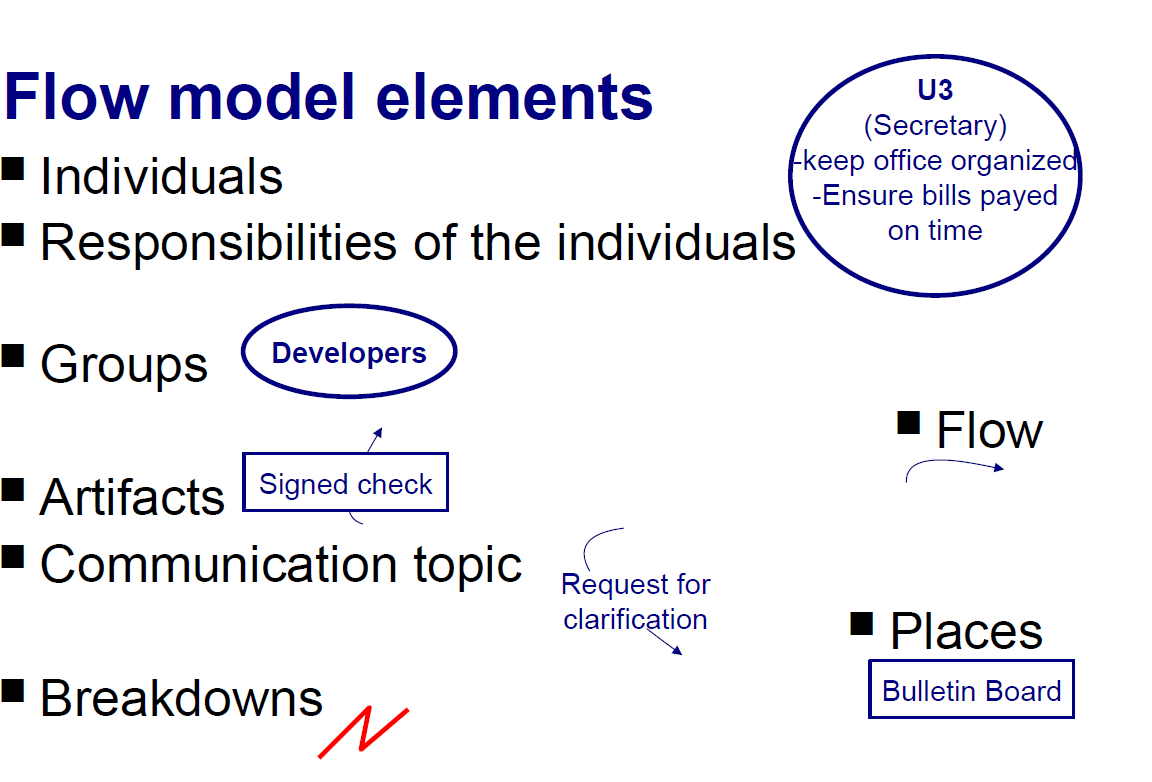 Flow model elements
Individuals
Responsibilities of the individuals
U3
(Secretary)
-keep office organized
-Ensure bills payed
on time
Groups
Developers
Flow
Artifacts
Signed check
Communication topic
Request for
clarification
Places
Bulletin Board
Breakdowns